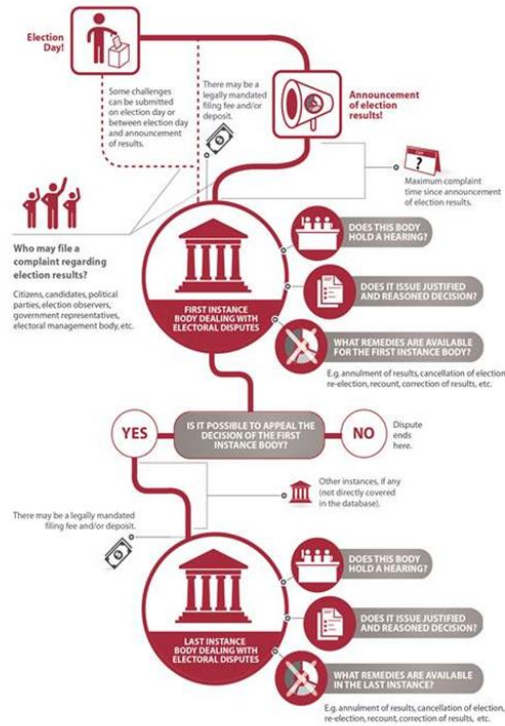 Election
Day!
Some challenges
can be submitted
on election day or
between election day
and announcement
of results.
There may be a
legally mandated
filing fee and/or
deposit.
Announcement
of election
results!
?
Maximum complaint
time since announcement
of election results.
Who may file a
complaint regarding
election results?
Citizens, candidates, political
parties, election observers,
government representatives,
electoral management body, etc.
FIRST INSTANCE
BODY DEALING WITH
ELECTORAL DISPUTES
DOES THIS BODY
HOLD A HEARING?
DOES IT ISSUE JUSTIFIED
AND REASONED DECISION?
WHAT REMEDIES ARE AVAILABLE
FOR THE FIRST INSTANCE BODY?
E.g. annulment of results, cancellation of election,
re-election, recount, correction of results, etc.
YES
IS IT POSSIBLE TO APPEAL THE
DECISION OF THE FIRST
INSTANCE BODY?
NO
Dispute
ends
here.
Other instances, if any
(not directly covered
in the database).
There may be a legally mandated
filing fee and/or deposit.
LAST INSTANCE
BODY DEALING WITH
ELECTORAL DISPUTES
DOES THIS BODY
HOLD A HEARING?
DOES IT ISSUE JUSTIFIED
AND REASONED DECISION?
WHAT REMEDIES ARE AVAILABLE
IN THE LAST INSTANCE?
E.g. annulment of results, cancellation of election,
re-election, recount, correction of results, etc.